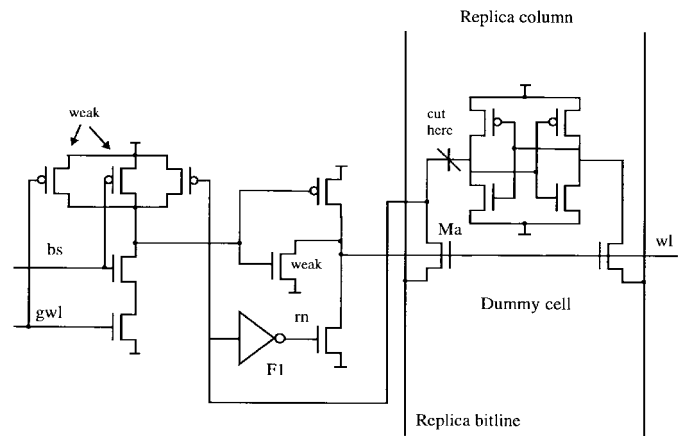 Replica column
weak
cut
here
Ma
bs
wl
weak
Dummy cell
gwl
rn
F1
Replica bitline